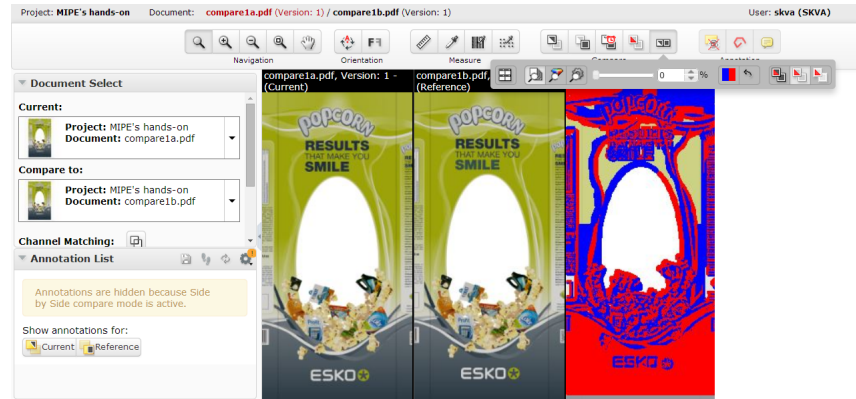 Project: MIPE's hands-on Document: compare1a.pdf (Version: 1) / compare1b.pdf (Version: 1) User: skva (SKVA)
Navigation Orientation Measure
0 %
Document Select
Current:
Project: MIPE's hands-on
Document: compare1a.pdf
Compare to:
Project: MIPE's hands-on
Document: compare1b.pdf
Channel Matching:
Annotation List
Annotations are hidden because Side
by Side compare mode is active.
Show annotations for:
Current Reference
compare1a.pdf, Version: 1 -
(Current)
POPCORN
RESULTS
THAT MAKE YOU
SMILE
ESKO
compare1b.pdf,
(Reference)
POPCORN
RESULTS
THAT MAKE YOU
SMILE
ESKO
POPCORN
ESKO